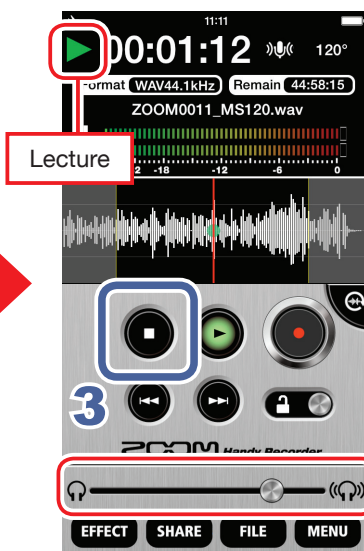 11:11
00:01:12 120°
Format WAV44.1kHz Remain 44:58:15
ZOOM0011_MS120.wav
Lecture
2 -18 -12 -6 0
3
ZOOM Handy Recorder
EFFECT SHARE FILE MENU